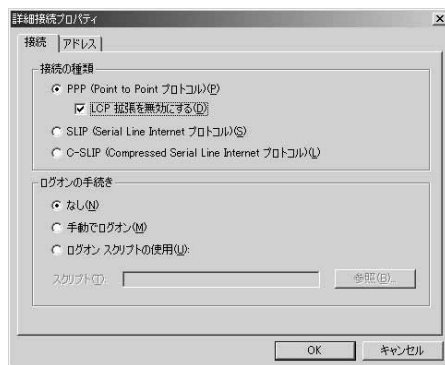 詳細接続プロパティ
接続 アドレス
接続の種類
PPP (Point to Point プロトコル)(P)
LCP 拡張を無効にする(D)
SLIP (Serial Line Internet プロトコル)(S)
C-SLIP (Compressed Serial Line Internet プロトコル)(L)
ログオンの手続き
なし(N)
手動でログオン(M)
ログオン スクリプトの使用(U):
スクリプト(T): 参照(B)...
OK キャンセル